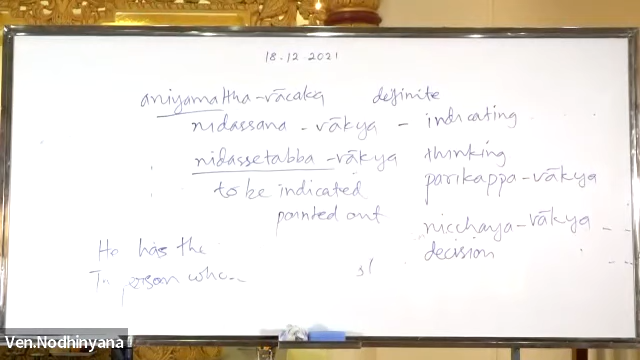 18.12.2021
aniyamattha-vācaka definite
nidassana-vākya - indicating
nidassetabba-vākya thinking
to be indicated parikappa-vākya
pointed out
nicchaya-vākya
He has the decision
person who
Ven.Nodhinyana